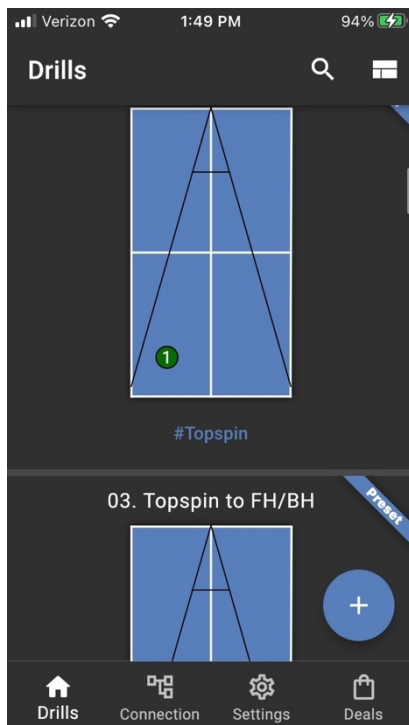 Verizon 1:49 PM 94%
Drills
1
#Topspin
03. Topspin to FH/BH
Preset
+
Drills Connection Settings Deals